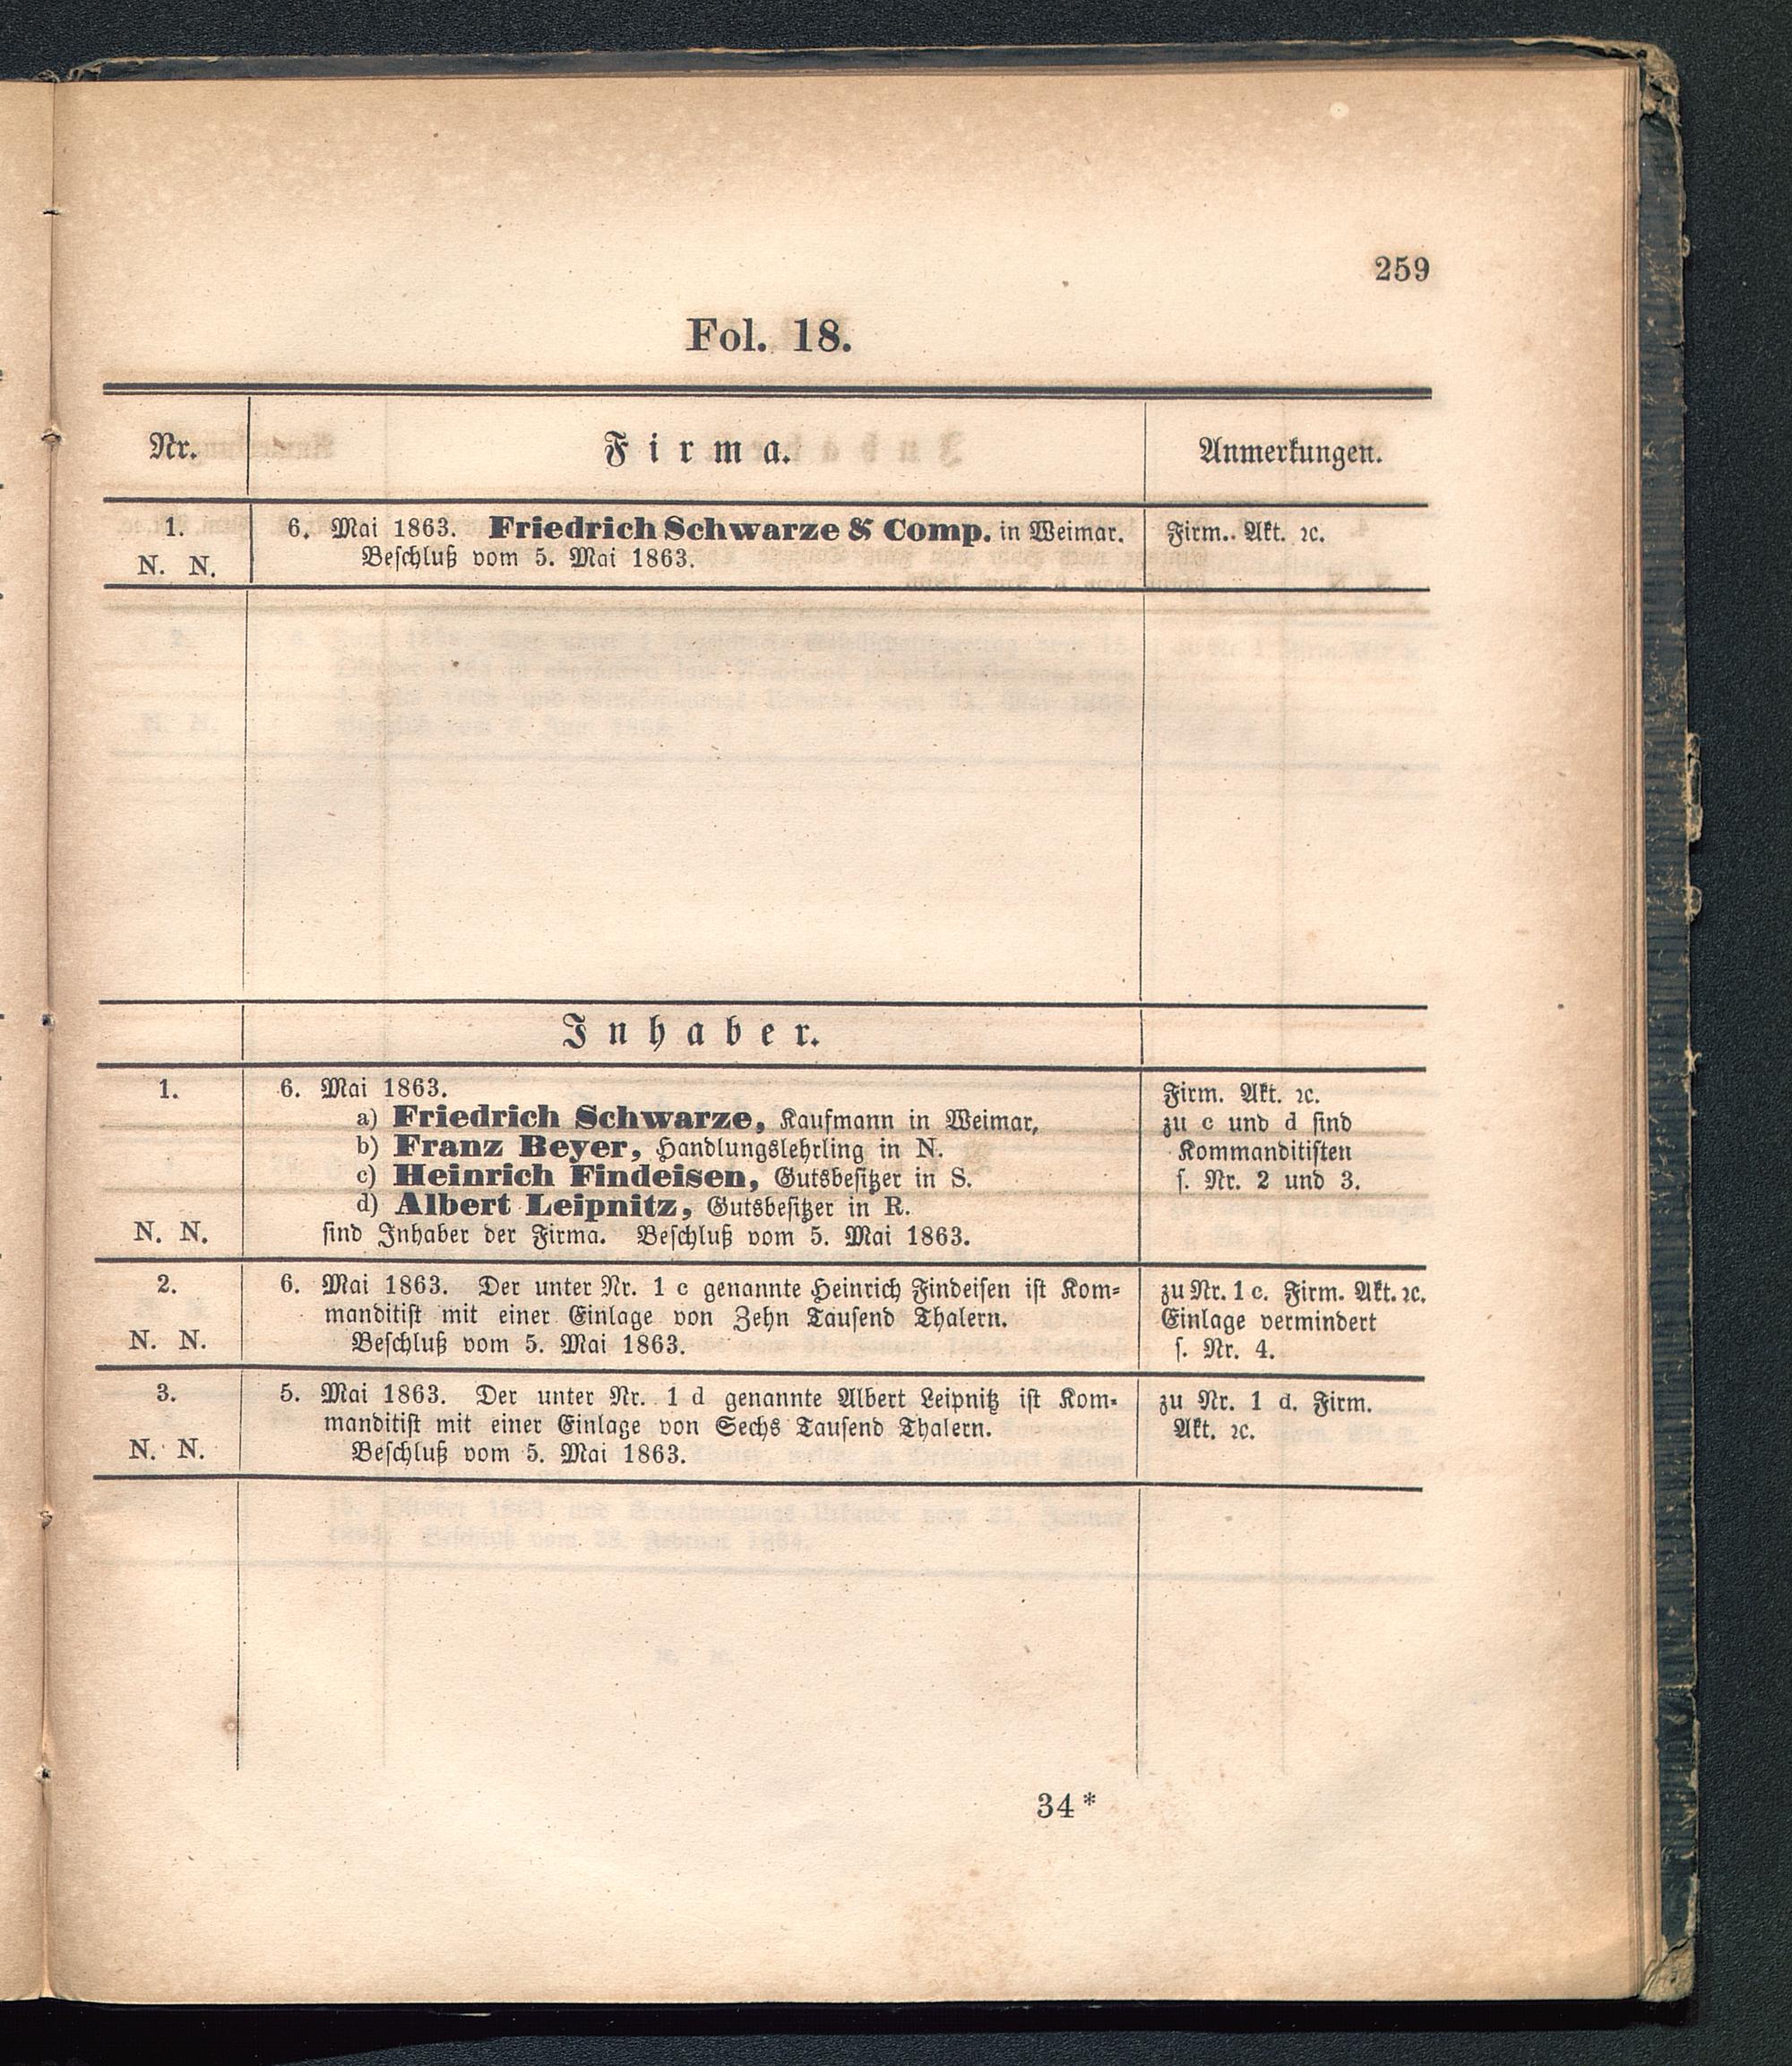 259
Fol. 18.
Nr. Firma. Anmerkungen.
1. 6. Mai 1863. Friedrich Schwarze & Comp. in Weimar. Firm. Akt. ꝛc.
N. N. Beschluß vom 5. Mai 1863.
Inhaber.
1. 6. Mai 1863. Firm. Akt. ꝛc.
a) Friedrich Schwarze, Kaufmann in Weimar, zu c und d sind
b) Franz Beyer, Handlungslehrling in N. Kommanditisten
c) Heinrich Findeisen, Gutsbesitzer in S. s. Nr. 2 und 3.
d) Albert Leipnitz, Gutsbesitzer in R.
N. N. sind Inhaber der Firma. Beschluß vom 5. Mai 1863.
2. 6. Mai 1863. Der unter Nr. 1 c genannte Heinrich Findeisen ist Kom- zu Nr. 1 c. Firm. Akt. ꝛc.
manditist mit einer Einlage von Zehn Tausend Thalern. Einlage vermindert
N. N. Beschluß vom 5. Mai 1863. s. Nr. 4.
3. 5. Mai 1863. Der unter Nr. 1 d genannte Albert Leipnitz ist Kom- zu Nr. 1 d. Firm.
manditist mit einer Einlage von Sechs Tausend Thalern. Akt. ꝛc.
N. N. Beschluß vom 5. Mai 1863.
34*